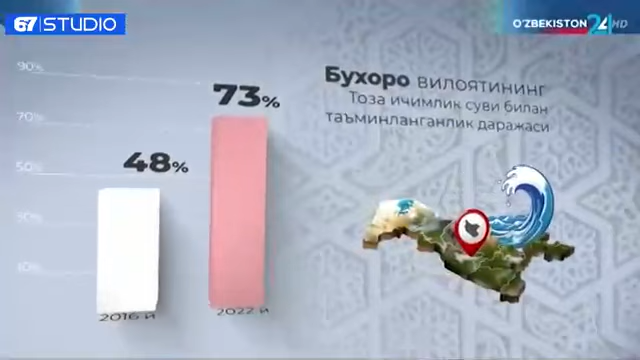 67 STUDIO
O'ZBEKISTON 24 HD
90%
70%
50%
30%
10%
48%
73%
2016 й
2022 й
Бухоро вилоятининг
Тоза ичимлик суви билан
таъминланганлик даражаси